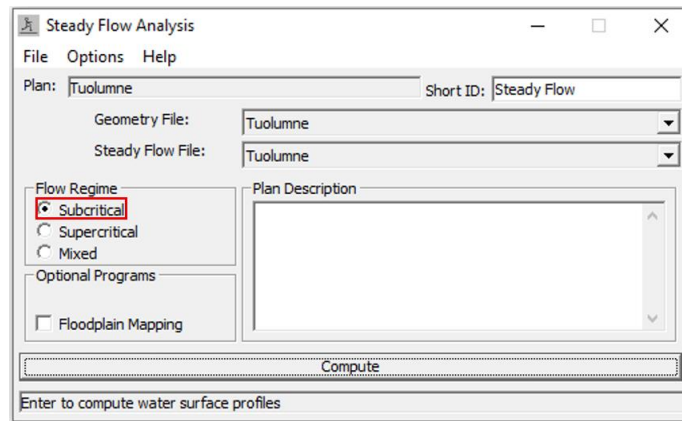 Steady Flow Analysis
File Options Help
Plan: Tuolumne Short ID: Steady Flow
Geometry File: Tuolumne
Steady Flow File: Tuolumne
Flow Regime
Subcritical
Supercritical
Mixed
Plan Description
Optional Programs
Floodplain Mapping
Compute
Enter to compute water surface profiles